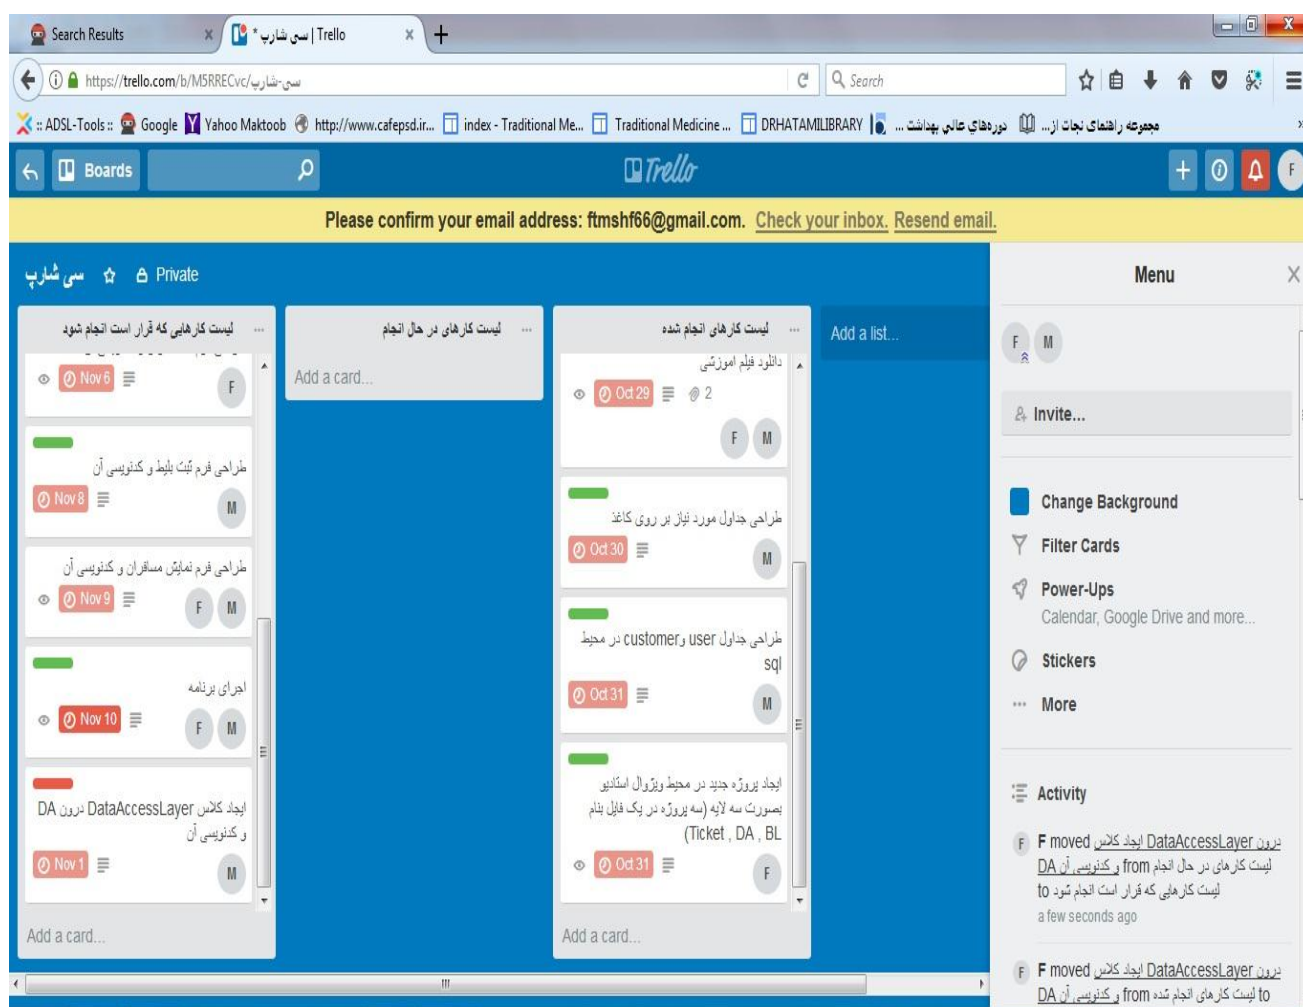 Search Results
سی شارپ * | Trello
https://trello.com/b/M5RRECvc/سی-شارپ
Search
:: ADSL-Tools ::
Google
Yahoo Maktoob
http://www.cafepsd.ir...
index - Traditional Me...
Traditional Medicine ...
DRHATAMILIBRARY
دوره‌هاي عالي بهداشت ...
مجموعه راهنمای نجات از...
Boards
Trello
F
Please confirm your email address: ftmshf66@gmail.com. Check your inbox. Resend email.
سی شارپ
Private
لیست کارهایی که قرار است انجام شود
Nov 6
F
طراحی فرم ثبت بلیط و کدنویسی آن
Nov 8
M
طراحی فرم نمایش مسافران و کدنویسی آن
Nov 9
F M
اجرای برنامه
Nov 10
F M
ایجاد کلاس DataAccessLayer درون DA
و کدنویسی آن
Nov 1
M
Add a card...
لیست کارهای در حال انجام
Add a card...
لیست کارهای انجام شده
دانلود فیلم اموزشی
Oct 29
2
F M
طراحی جداول مورد نیاز بر روی کاغذ
Oct 30
M
طراحی جداول user وcustomer در محیط
sql
Oct 31
M
ایجاد پروژه جدید در محیط ویژوال استادیو
بصورت سه لایه (سه پروژه در یک فایل بنام
(Ticket , DA , BL
Oct 31
F
Add a card...
Add a list...
Menu
F M
Invite...
Change Background
Filter Cards
Power-Ups
Calendar, Google Drive and more...
Stickers
More
Activity
F F moved ایجاد کلاس DataAccessLayer درون
DA و کدنویسی آن from لیست کارهای در حال انجام
to لیست کارهایی که قرار است انجام شود
a few seconds ago
F F moved ایجاد کلاس DataAccessLayer درون
DA و کدنویسی آن from لیست کارهای انجام شده to